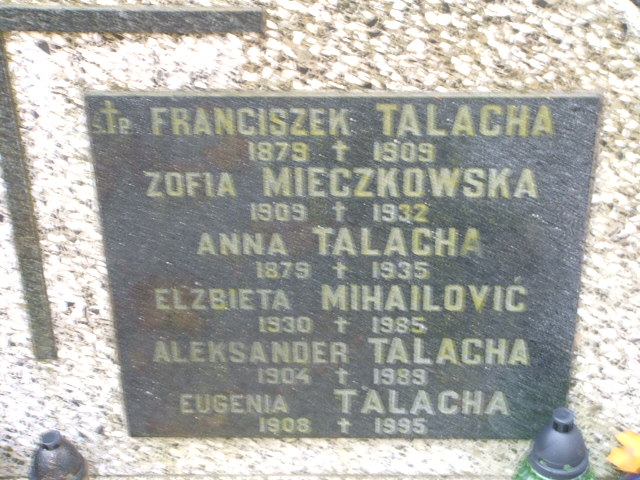 Ś†P. FRANCISZEK TALACHA
1879 † 1909
ZOFIA MIECZKOWSKA
1909 † 1932
ANNA TALACHA
1879 † 1935
ELŻBIETA MIHAILOVIĆ
1930 † 1985
ALEKSANDER TALACHA
1904 † 1989
EUGENIA TALACHA
1908 † 1995